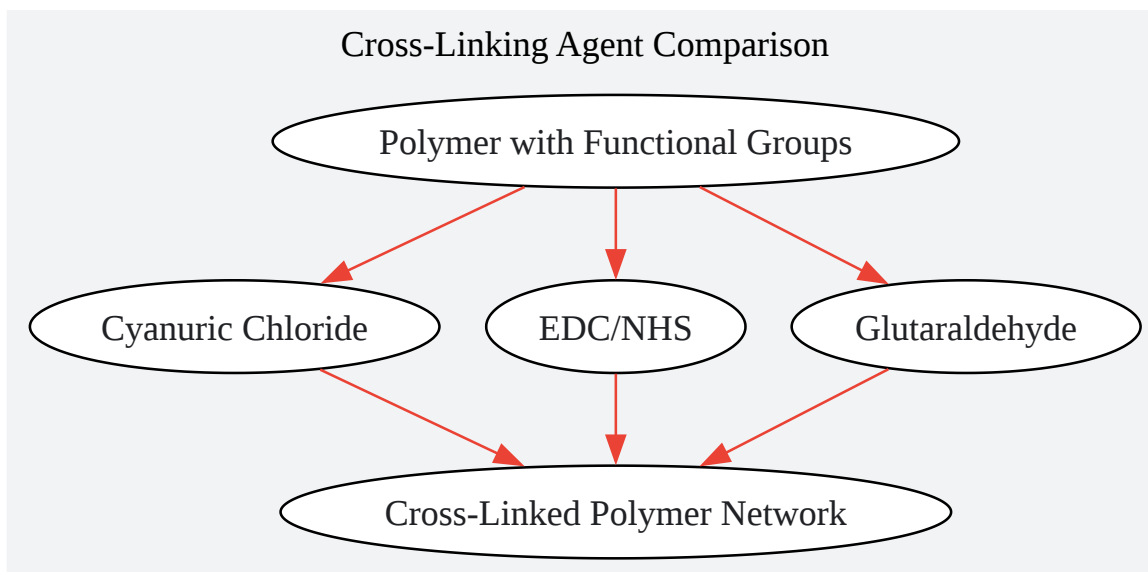 Cross-Linking Agent Comparison
Polymer with Functional Groups
Cyanuric Chloride
EDC/NHS
Glutaraldehyde
Cross-Linked Polymer Network